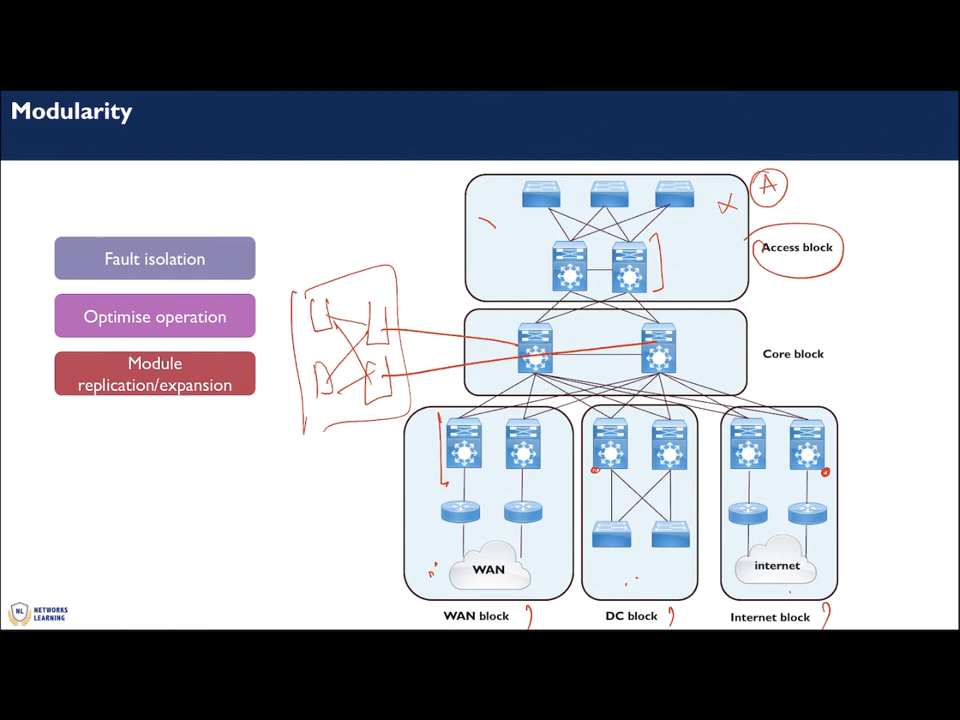 Modularity
A
Access block
Fault isolation
Optimise operation
Module
replication/expansion
Core block
WAN
internet
WAN block
DC block
Internet block
NL
NETWORKS
LEARNING